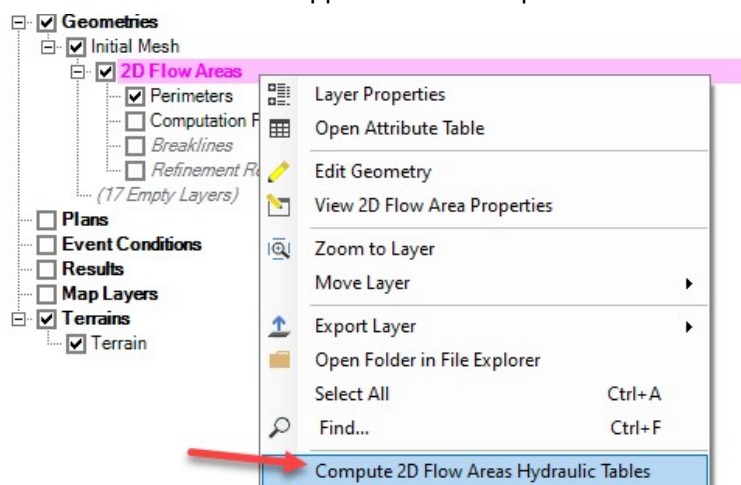 Geometries
Initial Mesh
2D Flow Areas
Perimeters
Computation
Breaklines
Refinement
(17 Empty Layers)
Plans
Event Conditions
Results
Map Layers
Terrains
Terrain
Layer Properties
Open Attribute Table
Edit Geometry
View 2D Flow Area Properties
Zoom to Layer
Move Layer
Export Layer
Open Folder in File Explorer
Select All Ctrl+A
Find... Ctrl+F
Compute 2D Flow Areas Hydraulic Tables